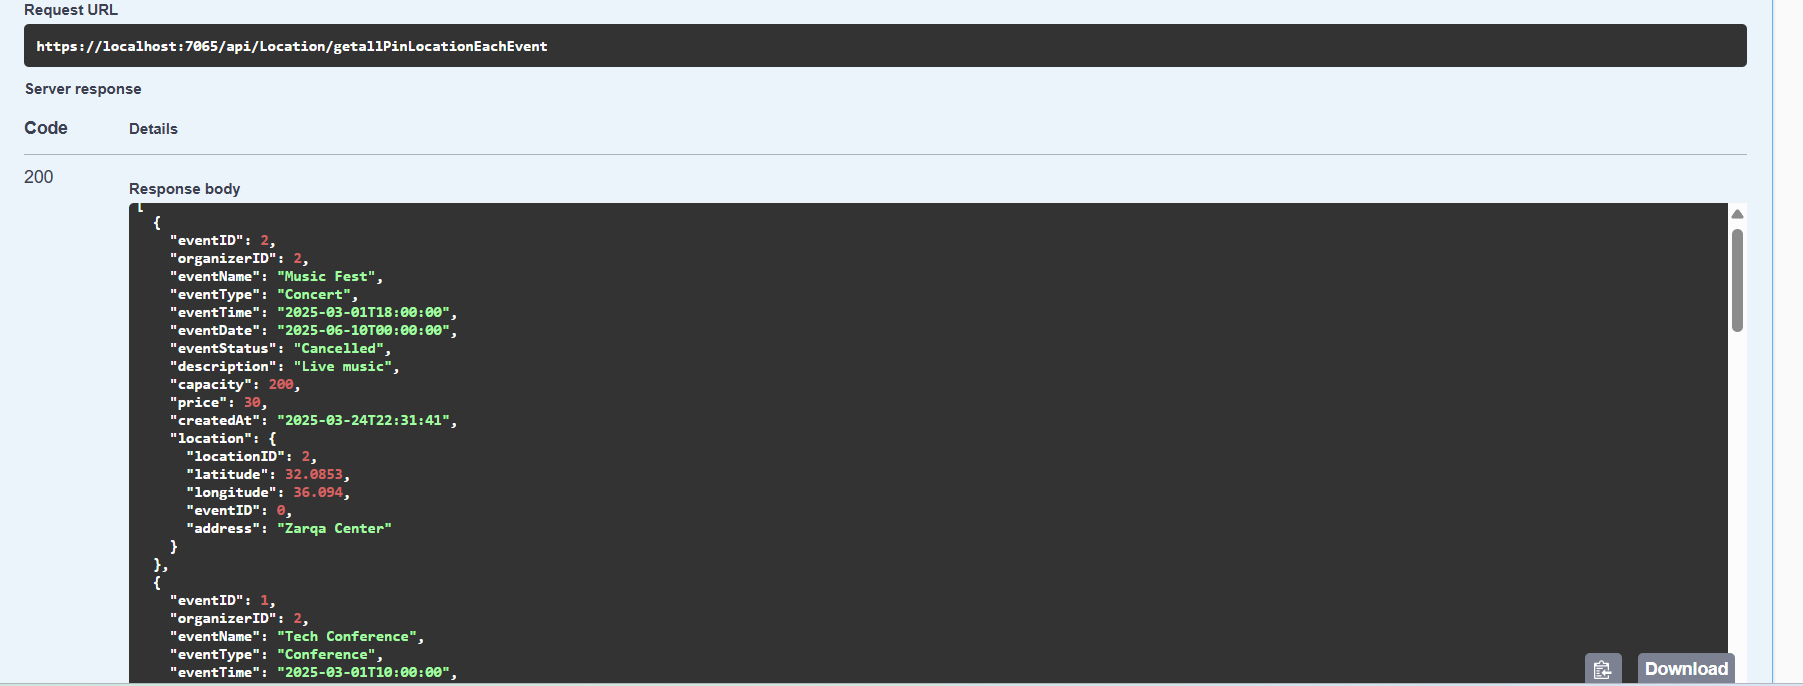 Request URL
https://localhost:7065/api/Location/getallPinLocationEachEvent
Server response
Code Details
200
Response body
[
{
"eventID": 2,
"organizerID": 2,
"eventName": "Music Fest",
"eventType": "Concert",
"eventTime": "2025-03-01T18:00:00",
"eventDate": "2025-06-10T00:00:00",
"eventStatus": "Cancelled",
"description": "Live music",
"capacity": 200,
"price": 30,
"createdAt": "2025-03-24T22:31:41",
"location": {
"locationID": 2,
"latitude": 32.0853,
"longitude": 36.094,
"eventID": 0,
"address": "Zarqa Center"
}
},
{
"eventID": 1,
"organizerID": 2,
"eventName": "Tech Conference",
"eventType": "Conference",
"eventTime": "2025-03-01T10:00:00",
Download